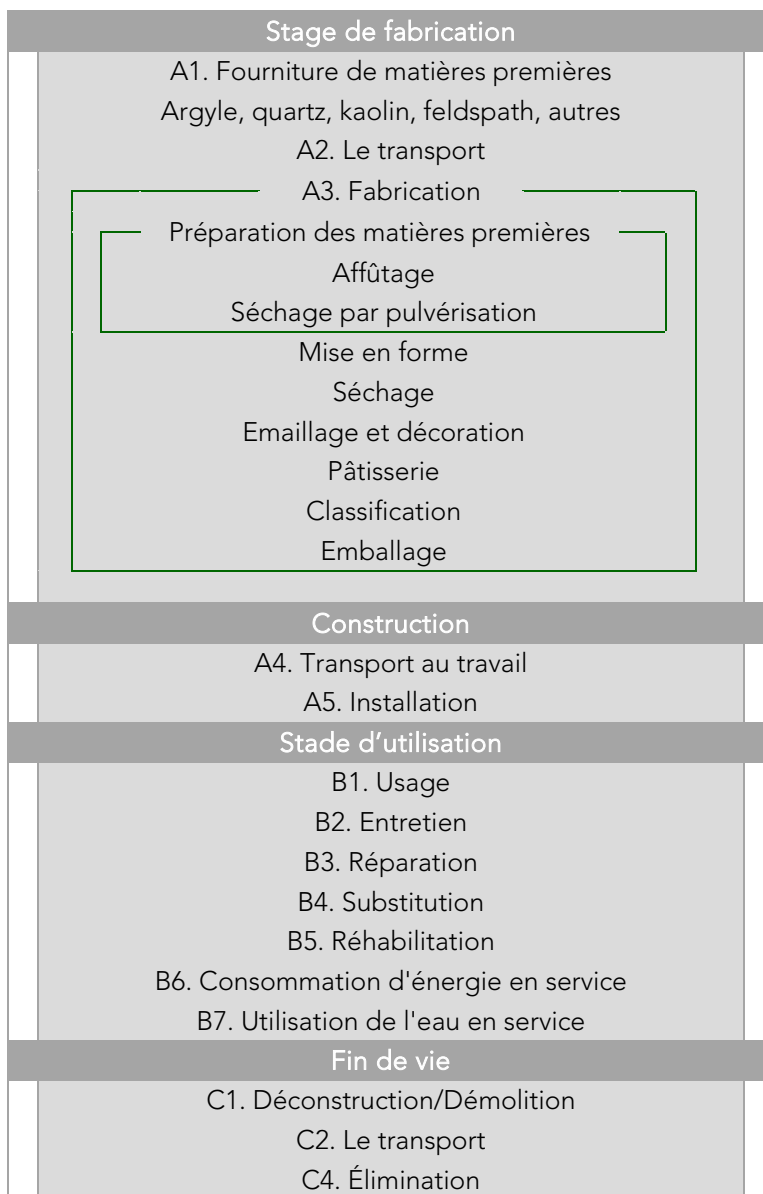 Stage de fabrication
A1. Fourniture de matières premières
Argyle, quartz, kaolin, feldspath, autres
A2. Le transport
A3. Fabrication
Préparation des matières premières
Affûtage
Séchage par pulvérisation
Mise en forme
Séchage
Emaillage et décoration
Pâtisserie
Classification
Emballage
Construction
A4. Transport au travail
A5. Installation
Stade d’utilisation
B1. Usage
B2. Entretien
B3. Réparation
B4. Substitution
B5. Réhabilitation
B6. Consommation d'énergie en service
B7. Utilisation de l'eau en service
Fin de vie
C1. Déconstruction/Démolition
C2. Le transport
C4. Élimination